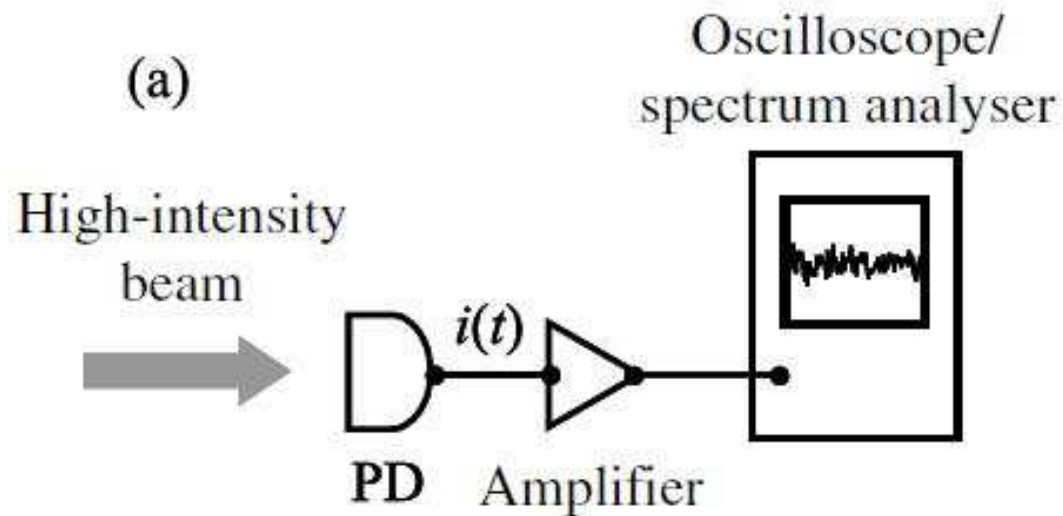 (a)
Oscilloscope/
spectrum analyser
High-intensity
beam
i(t)
PD
Amplifier